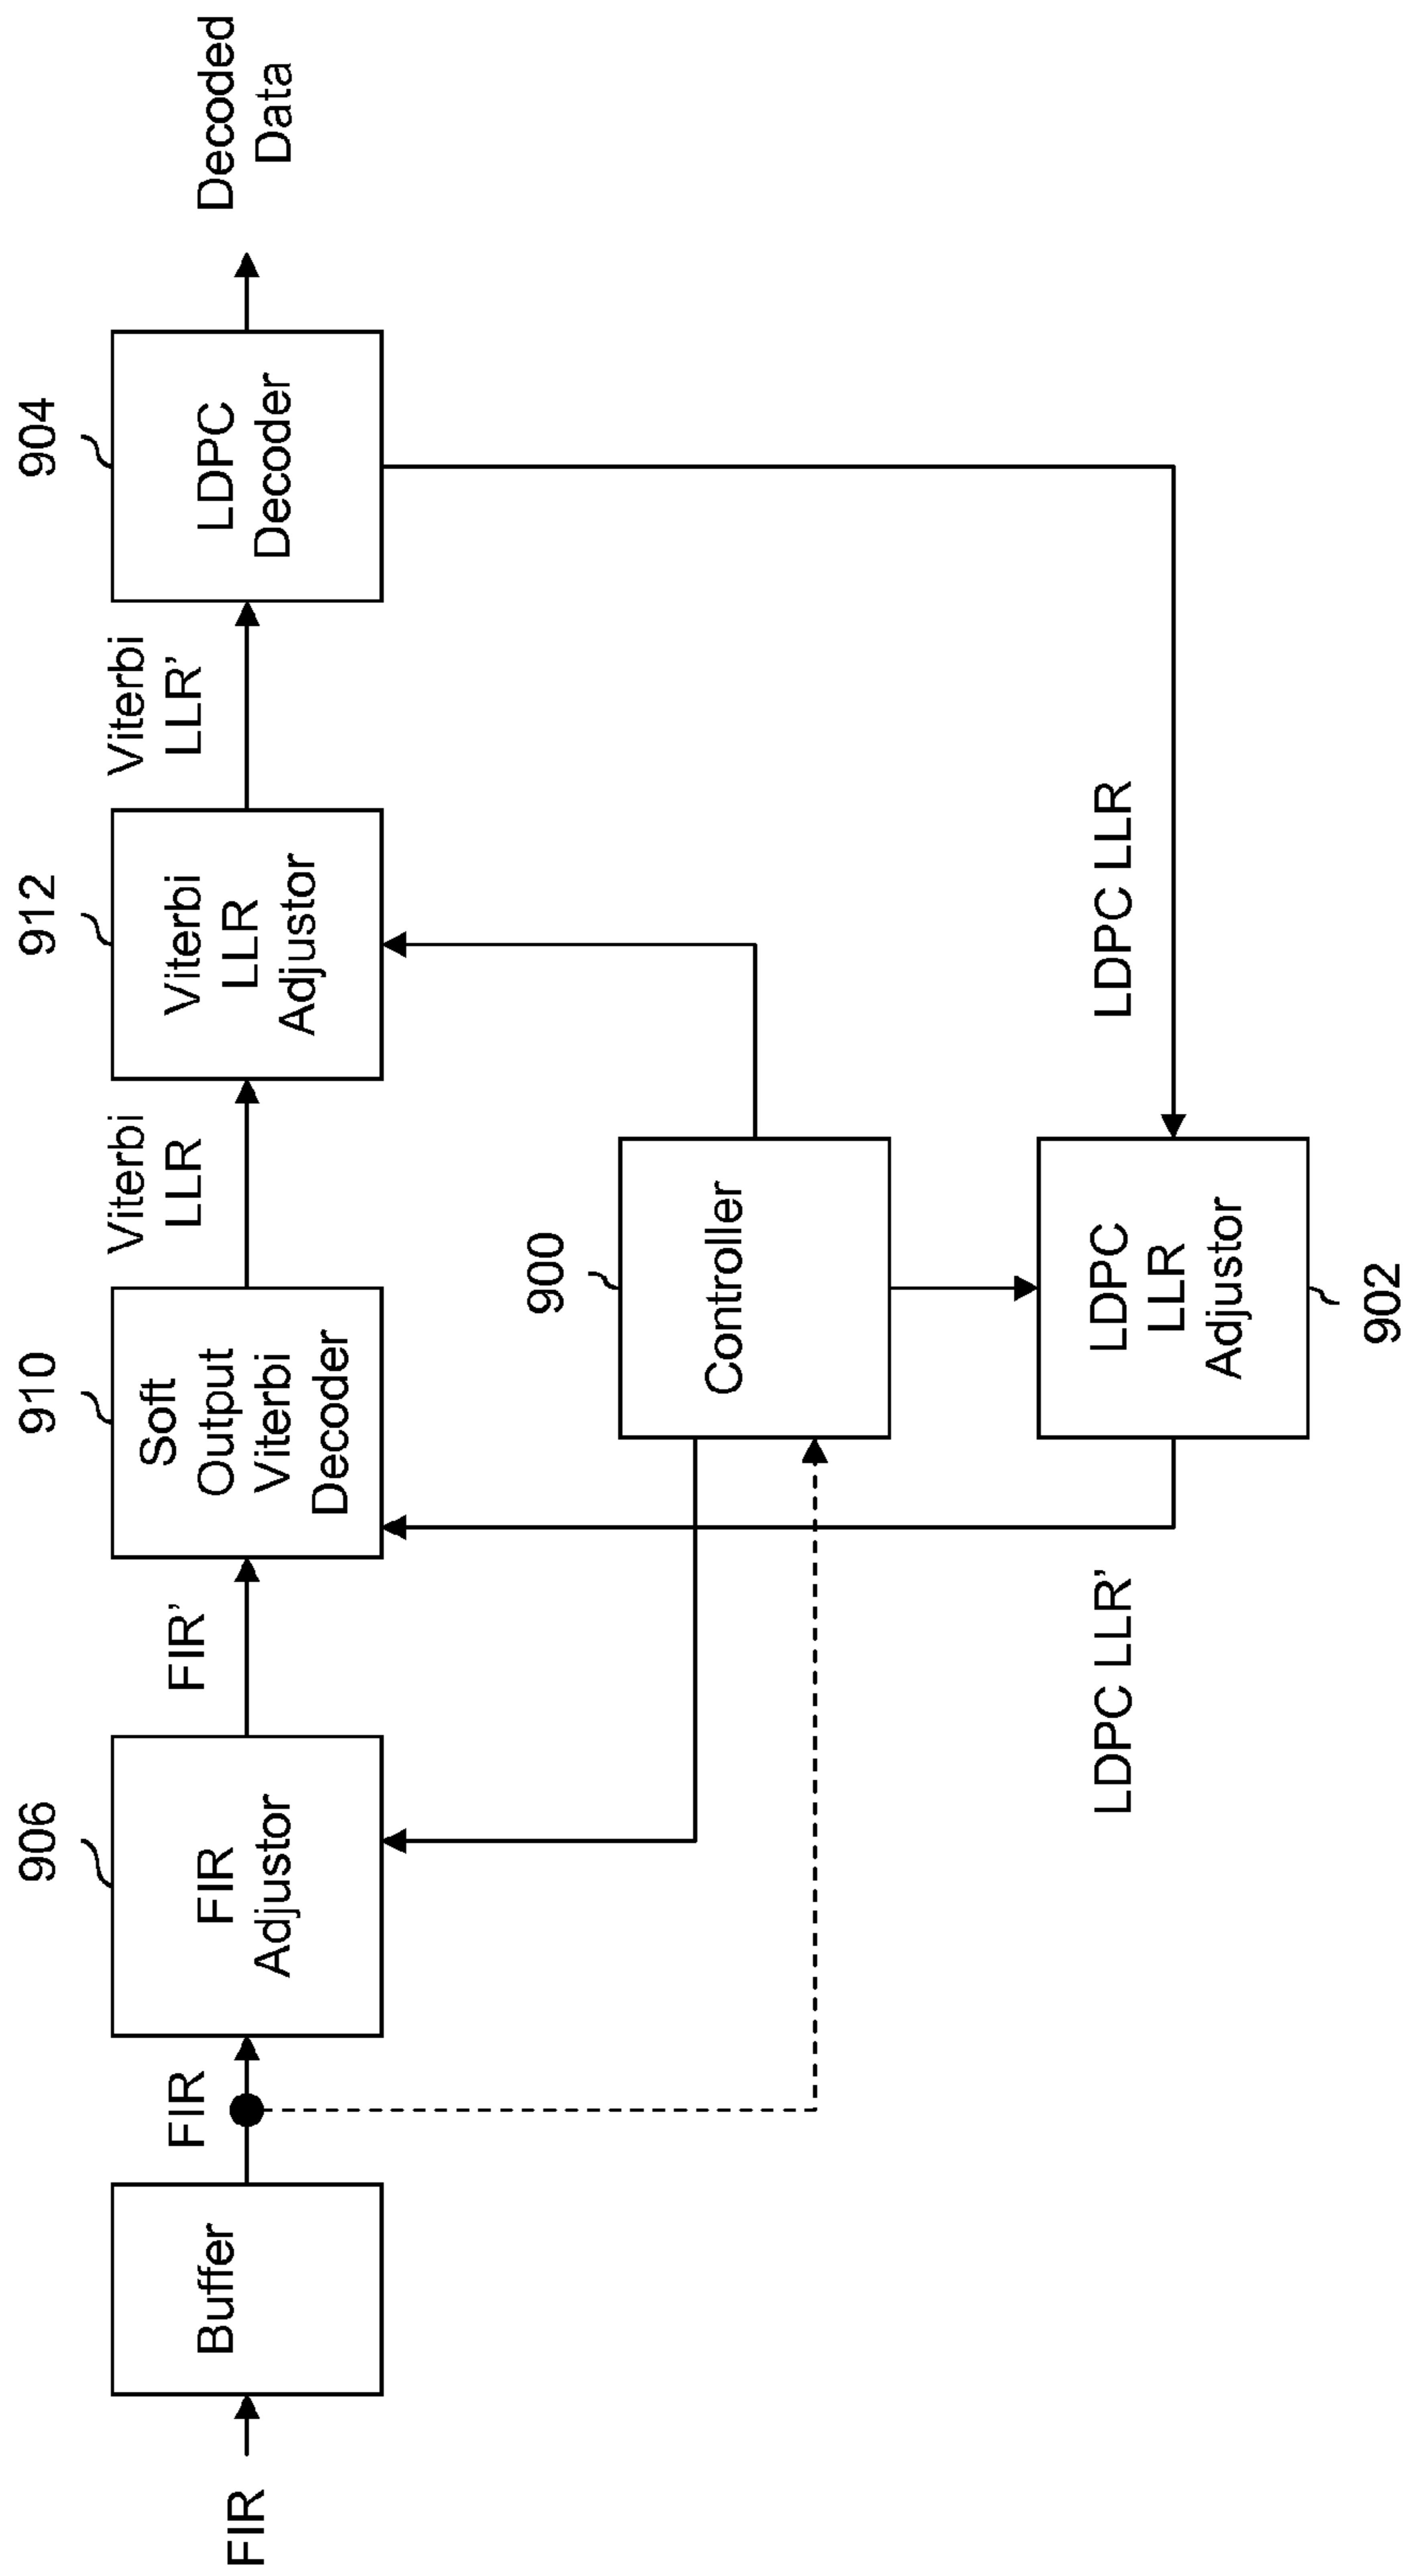 FIR
Buffer
FIR
906
FIR
Adjustor
FIR’
910
Soft
Output
Viterbi
Decoder
Viterbi
LLR
912
Viterbi
LLR
Adjustor
Viterbi
LLR’
904
LDPC
Decoder
Decoded
Data
900
Controller
LDPC LLR’
LDPC
LLR
Adjustor
902
LDPC LLR